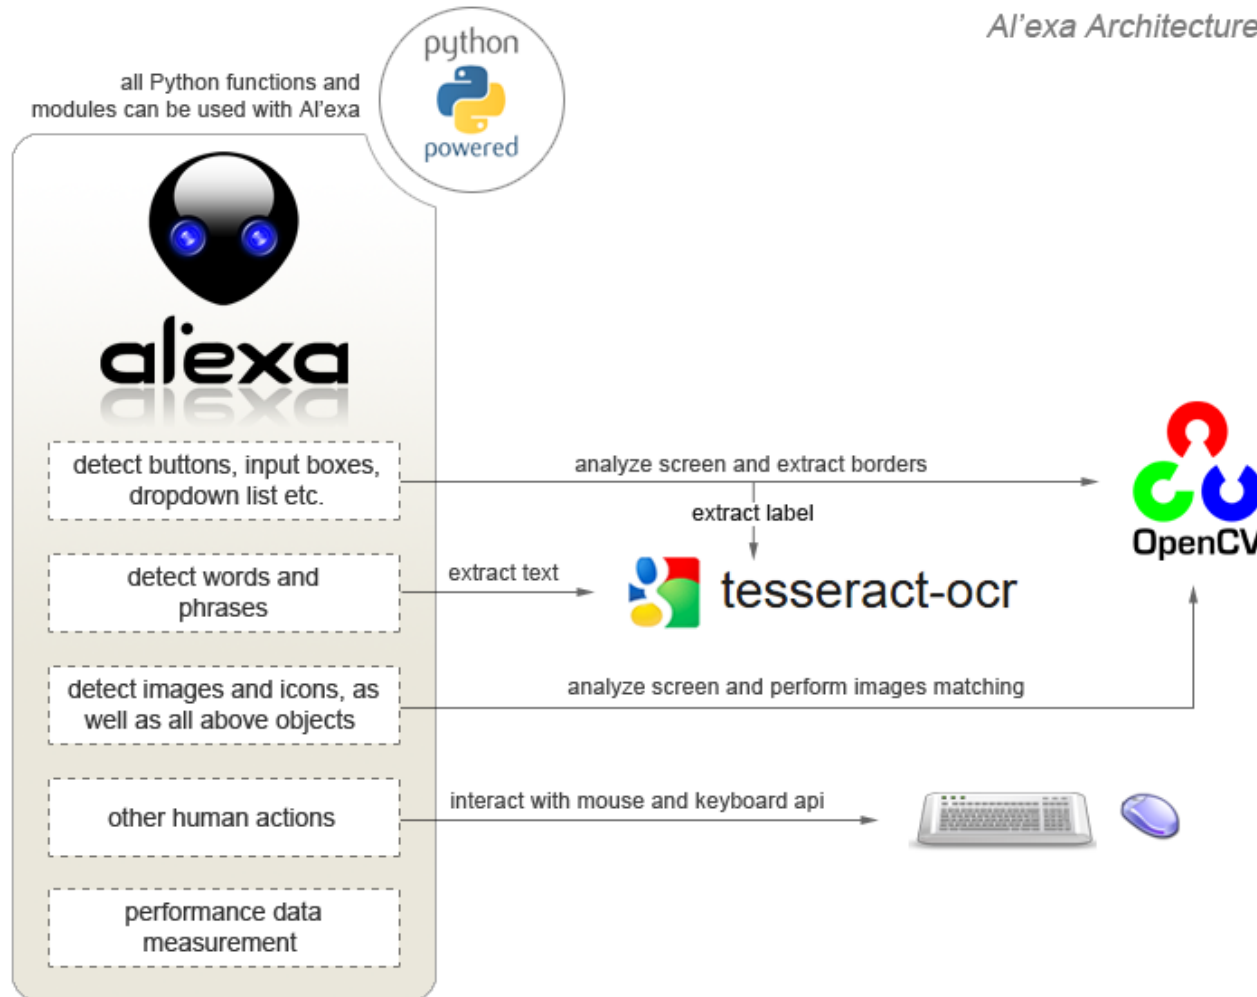 Al'exa Architecture
python
powered
all Python functions and
modules can be used with Al'exa
al'exa
detect buttons, input boxes,
dropdown list etc.
analyze screen and extract borders
extract label
OpenCV
detect words and
phrases
extract text
tesseract-ocr
detect images and icons, as
well as all above objects
analyze screen and perform images matching
other human actions
interact with mouse and keyboard api
performance data
measurement